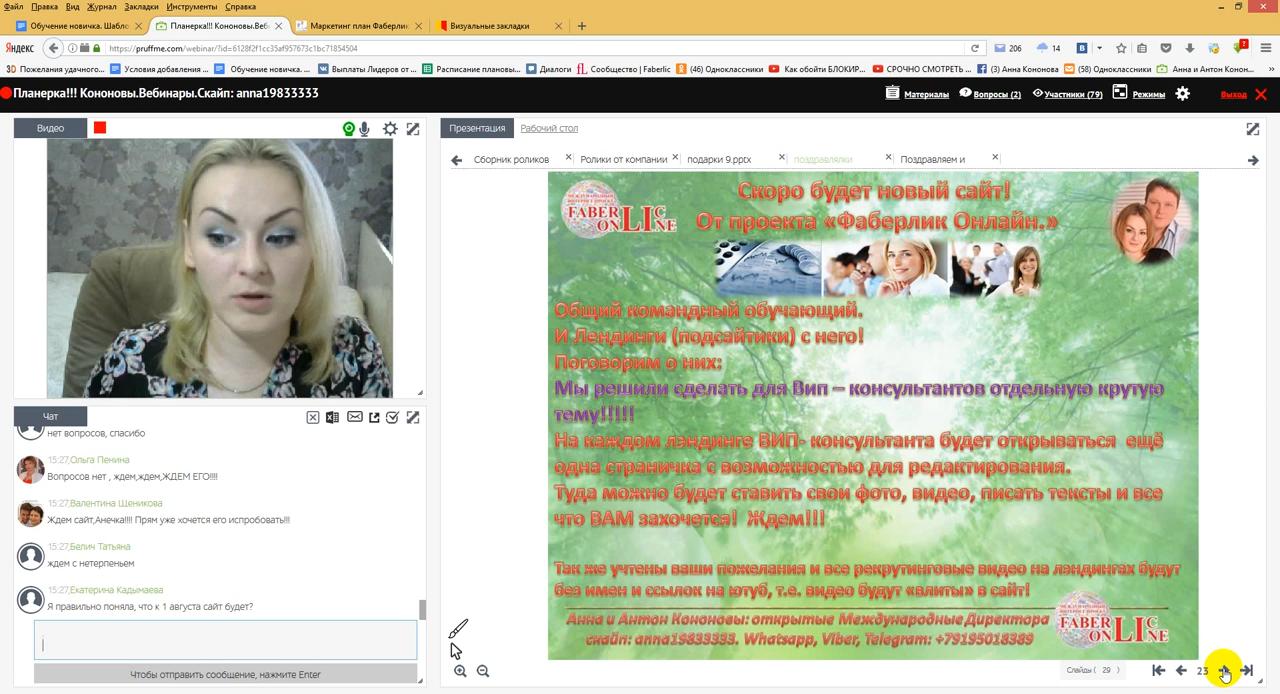 Файл Правка Вид Журнал Закладки Инструменты Справка
Обучение новичка. Шабло
Планерка!!! Кононовы.Веб
Маркетинг план Фаберлик
Визуальные закладки
Яндекс
https://pruffme.com/webinar/?id=6128f2f1cc35af957673c1bc71854504
206
14
Пожелания удачного...
Условия добавления ...
Обучение новичка. ...
Выплаты Лидеров от ...
Расписание плановы...
Диалоги
Сообщество | Faberlic
(46) Одноклассники
Как обойти БЛОКИР...
СРОЧНО СМОТРЕТЬ ...
(3) Анна Кононова
(58) Одноклассники
Анна и Антон Конон...
Планерка!!! Кононовы.Вебинары.Скайп: anna19833333
Материалы
Вопросы (2)
Участники (79)
Режимы
Выход
Видео
Презентация
Рабочий стол
Сборник роликов
Ролики от компании
подарки 9.pptx
поздравлялки
Поздравляем и
МЕЖДУНАРОДНЫЙ
ИНТЕРНЕТ-ПРОЕКТ
FABERLIC
ONLINE
Скоро будет новый сайт!
От проекта «Фаберлик Онлайн.»
Общий командный обучающий.
И Лендинги (подсайтики) с него!
Поговорим о них:
Мы решили сделать для Вип – консультантов отдельную крутую
тему!!!!!
На каждом лэндинге ВИП- консультанта будет открываться ещё
одна страничка с возможностью для редактирования.
Туда можно будет ставить свои фото, видео, писать тексты и все
что ВАМ захочется! Ждем!!!
Так же учтены ваши пожелания и все рекрутинговые видео на лэндингах будут
без имен и ссылок на ютуб, т.е. видео будут «влиты» в сайт!
Анна и Антон Кононовы: открытые Международные Директора
скайп: anna19833333. Whatsapp, Viber, Telegram: +79195018389
FABERLIC
ONLINE
Чат
нет вопросов, спасибо
15:27, Ольга Пенина
Вопросов нет , ждем,ждем,ЖДЕМ ЕГО!!!!
15:27, Валентина Щеникова
Ждем сайт,Анечка!!!! Прям уже хочется его испробовать!!!
15:27, Белич Татьяна
ждем с нетерпеньем
15:27, Екатерина Кадымаева
Я правильно поняла, что к 1 августа сайт будет?
Чтобы отправить сообщение, нажмите Enter
Слайды ( 29 )
23